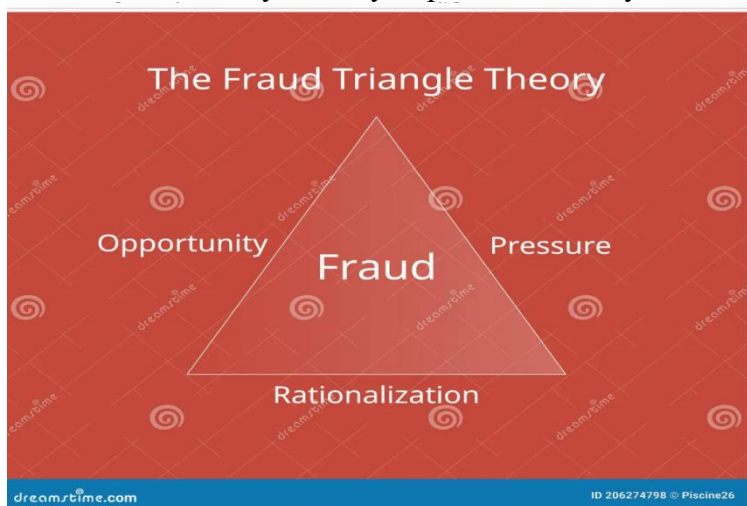 The Fraud Triangle Theory
Opportunity
Pressure
Fraud
Rationalization
dreamstime.com
ID 206274798 © Piscine26